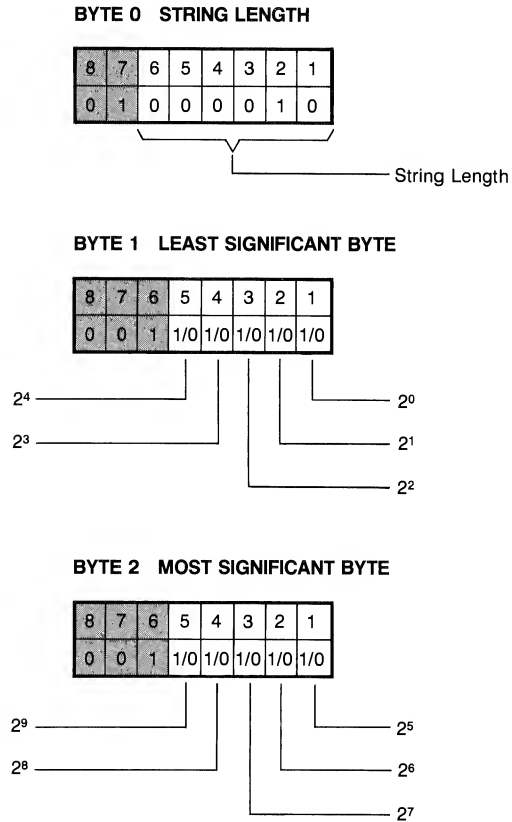 BYTE 0 STRING LENGTH
8 7 6 5 4 3 2 1
0 1 0 0 0 0 1 0
String Length
BYTE 1 LEAST SIGNIFICANT BYTE
8 7 6 5 4 3 2 1
0 0 1 1/0 1/0 1/0 1/0 1/0
2⁴ 2⁰
2³ 2¹
2²
BYTE 2 MOST SIGNIFICANT BYTE
8 7 6 5 4 3 2 1
0 0 1 1/0 1/0 1/0 1/0 1/0
2⁹ 2⁵
2⁸ 2⁶
2⁷